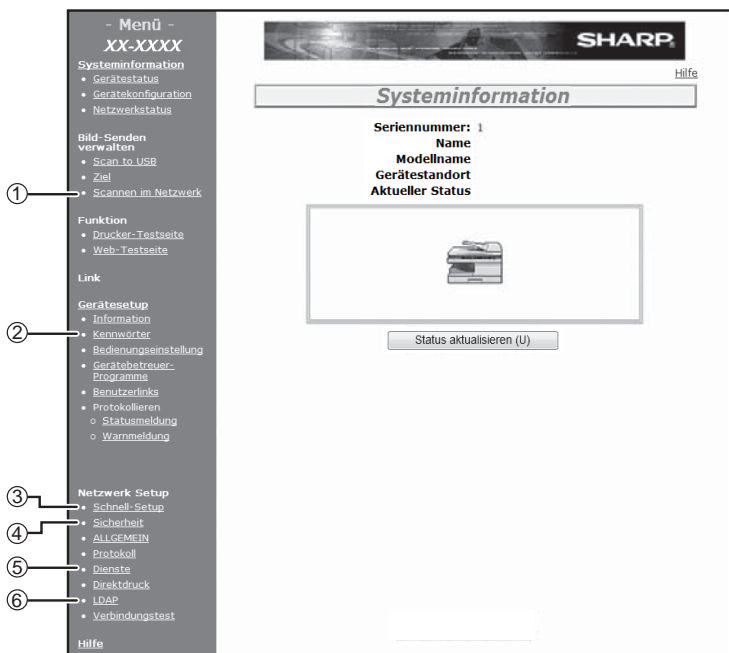 - Menü -
XX-XXXX
Systeminformation
• Gerätestatus
• Gerätekonfiguration
• Netzwerkstatus
Bild-Senden
verwalten
• Scan to USB
• Ziel
① • Scannen im Netzwerk
Funktion
• Drucker-Testseite
• Web-Testseite
Link
Gerätesetup
• Information
② • Kennwörter
• Bedienungseinstellung
• Gerätebetreuer-
Programme
• Benutzerlinks
• Protokollieren
o Statusmeldung
o Warnmeldung
Netzwerk Setup
③ • Schnell-Setup
④ • Sicherheit
• ALLGEMEIN
• Protokoll
⑤ • Dienste
• Direktdruck
⑥ • LDAP
• Verbindungstest
Hilfe
SHARP
Hilfe
Systeminformation
Seriennummer: 1
Name
Modellname
Gerätestandort
Aktueller Status
Status aktualisieren (U)